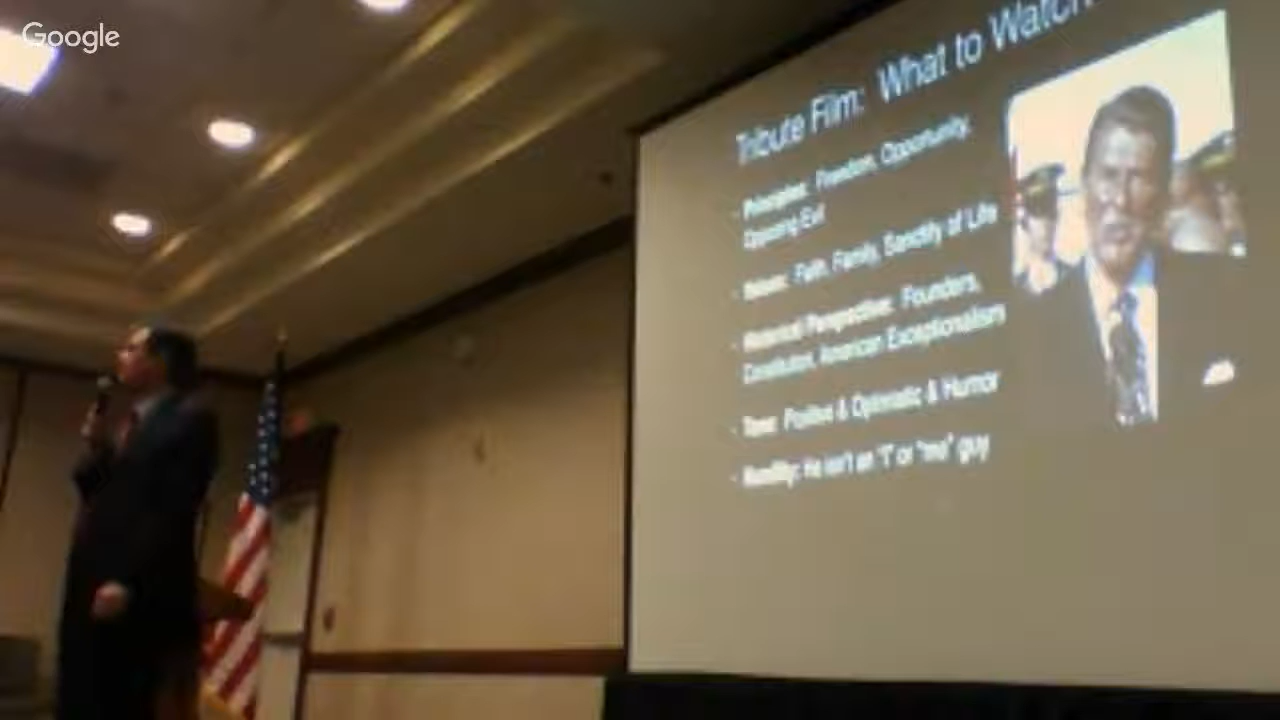 Google
Tribute Film: What to Watch
- Principles: Freedom, Opportunity,
Opposing Evil
- Values: Faith, Family, Sanctity of Life
- Historical Perspective: Founders,
Constitution, American Exceptionalism
- Tone: Positive & Optimistic & Humor
- Humility: He isn't an "I" or "me" guy